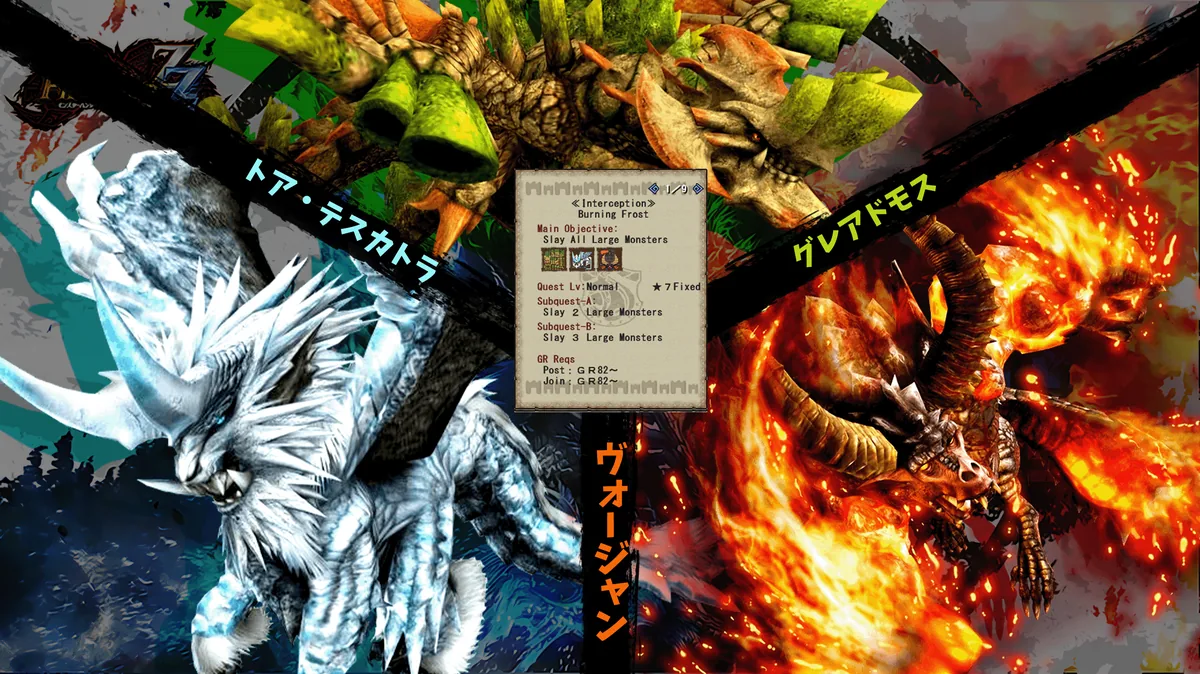 トア・テスカトラ
グレアドモス
ヴォージャン
1/9
≪Interception≫
Burning Frost
Main Objective:
Slay All Large Monsters
Quest Lv:Normal ★7Fixed
Subquest-A:
Slay 2 Large Monsters
Subquest-B:
Slay 3 Large Monsters
GR Reqs
Post:GR82~
Join:GR82~